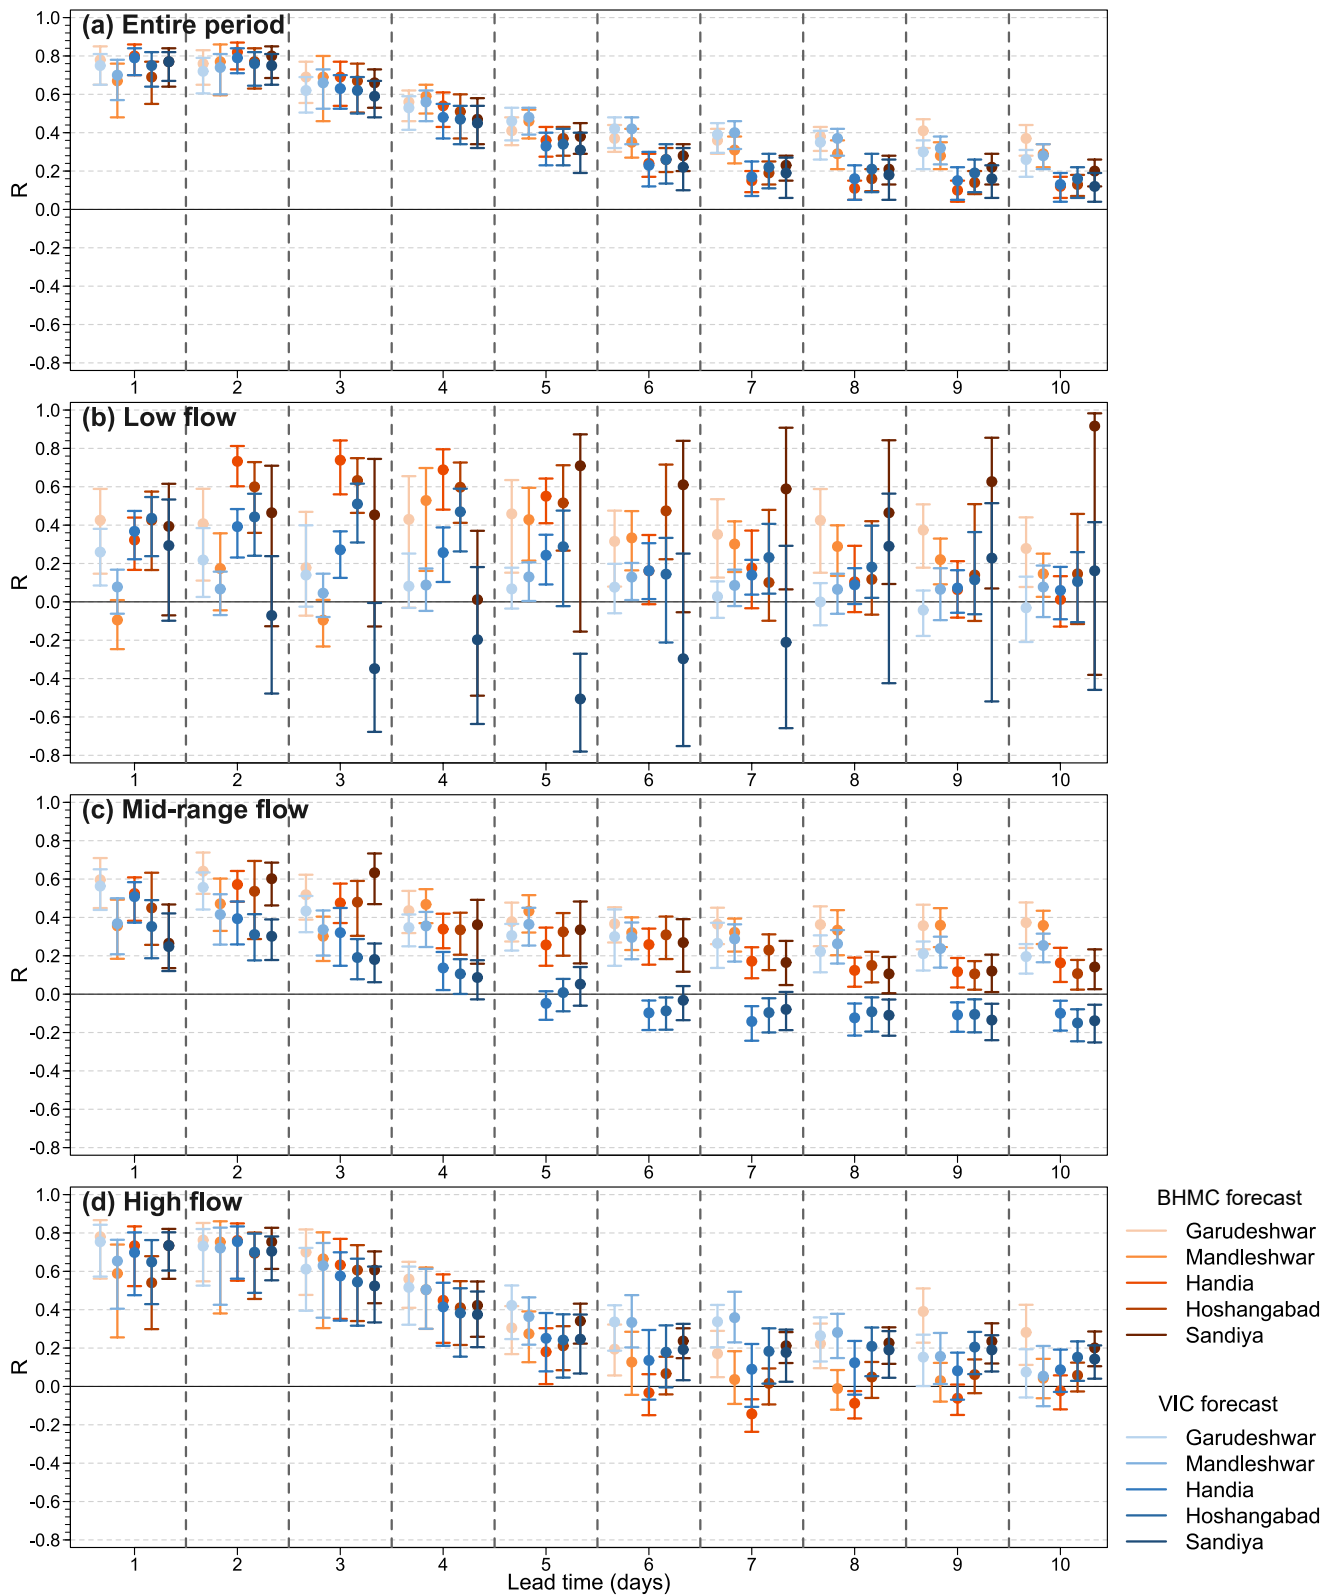 (a) Entire period
1.0
0.8
0.6
0.4
0.2
0.0
-0.2
-0.4
-0.6
-0.8
R
1 2 3 4 5 6 7 8 9 10
(b) Low flow
1.0
0.8
0.6
0.4
0.2
0.0
-0.2
-0.4
-0.6
-0.8
R
1 2 3 4 5 6 7 8 9 10
(c) Mid-range flow
1.0
0.8
0.6
0.4
0.2
0.0
-0.2
-0.4
-0.6
-0.8
R
1 2 3 4 5 6 7 8 9 10
(d) High flow
1.0
0.8
0.6
0.4
0.2
0.0
-0.2
-0.4
-0.6
-0.8
R
1 2 3 4 5 6 7 8 9 10
Lead time (days)
BHMC forecast
Garudeshwar
Mandleshwar
Handia
Hoshangabad
Sandiya
VIC forecast
Garudeshwar
Mandleshwar
Handia
Hoshangabad
Sandiya